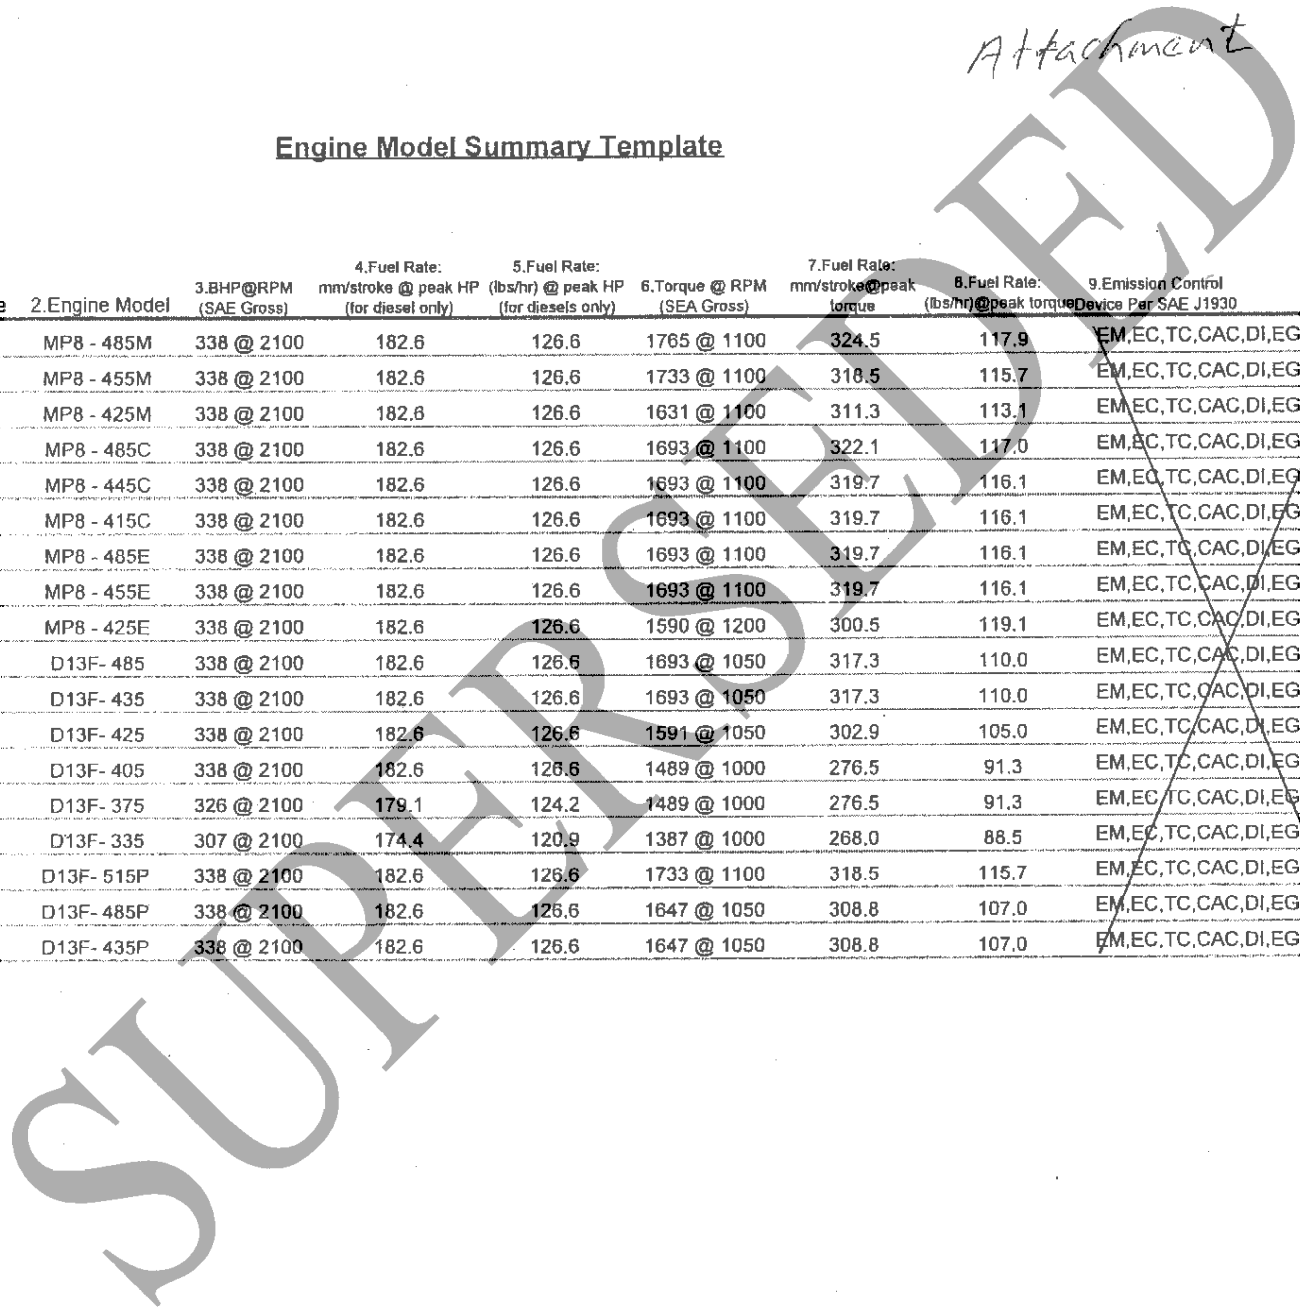 Attachment
Engine Model Summary Template
e 2.Engine Model 3.BHP@RPM (SAE Gross) 4.Fuel Rate: mm/stroke @ peak HP (for diesel only) 5.Fuel Rate: (lbs/hr) @ peak HP (for diesels only) 6.Torque @ RPM (SEA Gross) 7.Fuel Rate: mm/stroke@peak torque 8.Fuel Rate: (lbs/hr)@peak torque 9.Emission Control Device Per SAE J1930
MP8 - 485M 338 @ 2100 182.6 126.6 1765 @ 1100 324.5 117.9 EM,EC,TC,CAC,DI,EG
MP8 - 455M 338 @ 2100 182.6 126.6 1733 @ 1100 318.5 115.7 EM,EC,TC,CAC,DI,EG
MP8 - 425M 338 @ 2100 182.6 126.6 1631 @ 1100 311.3 113.1 EM,EC,TC,CAC,DI,EG
MP8 - 485C 338 @ 2100 182.6 126.6 1693 @ 1100 322.1 117.0 EM,EC,TC,CAC,DI,EG
MP8 - 445C 338 @ 2100 182.6 126.6 1693 @ 1100 319.7 116.1 EM,EC,TC,CAC,DI,EG
MP8 - 415C 338 @ 2100 182.6 126.6 1693 @ 1100 319.7 116.1 EM,EC,TC,CAC,DI,EG
MP8 - 485E 338 @ 2100 182.6 126.6 1693 @ 1100 319.7 116.1 EM,EC,TC,CAC,DI,EG
MP8 - 455E 338 @ 2100 182.6 126.6 1693 @ 1100 319.7 116.1 EM,EC,TC,CAC,DI,EG
MP8 - 425E 338 @ 2100 182.6 126.6 1590 @ 1200 300.5 119.1 EM,EC,TC,CAC,DI,EG
D13F- 485 338 @ 2100 182.6 126.6 1693 @ 1050 317.3 110.0 EM,EC,TC,CAC,DI,EG
D13F- 435 338 @ 2100 182.6 126.6 1693 @ 1050 317.3 110.0 EM,EC,TC,CAC,DI,EG
D13F- 425 338 @ 2100 182.6 126.6 1591 @ 1050 302.9 105.0 EM,EC,TC,CAC,DI,EG
D13F- 405 338 @ 2100 182.6 126.6 1489 @ 1000 276.5 91.3 EM,EC,TC,CAC,DI,EG
D13F- 375 326 @ 2100 179.1 124.2 1489 @ 1000 276.5 91.3 EM,EC,TC,CAC,DI,EG
D13F- 335 307 @ 2100 174.4 120.9 1387 @ 1000 268.0 88.5 EM,EC,TC,CAC,DI,EG
D13F- 515P 338 @ 2100 182.6 126.6 1733 @ 1100 318.5 115.7 EM,EC,TC,CAC,DI,EG
D13F- 485P 338 @ 2100 182.6 126.6 1647 @ 1050 308.8 107.0 EM,EC,TC,CAC,DI,EG
D13F- 435P 338 @ 2100 182.6 126.6 1647 @ 1050 308.8 107.0 EM,EC,TC,CAC,DI,EG
SUPERSEDED